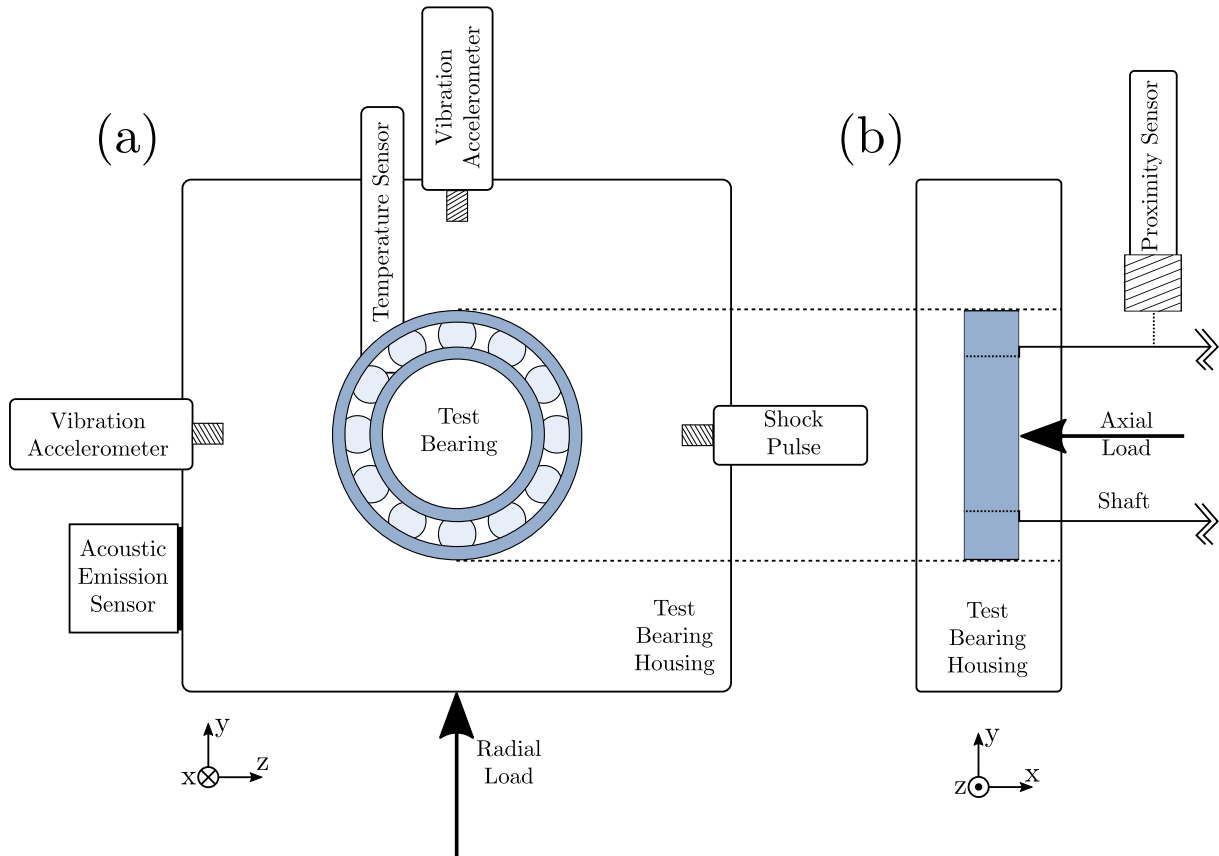 (a)
(b)
Vibration
Accelerometer
Temperature Sensor
Proximity Sensor
Vibration
Accelerometer
Test
Bearing
Shock
Pulse
Axial
Load
Shaft
Acoustic
Emission
Sensor
Test
Bearing
Housing
Test
Bearing
Housing
Radial
Load
y
z
x
y
x
z